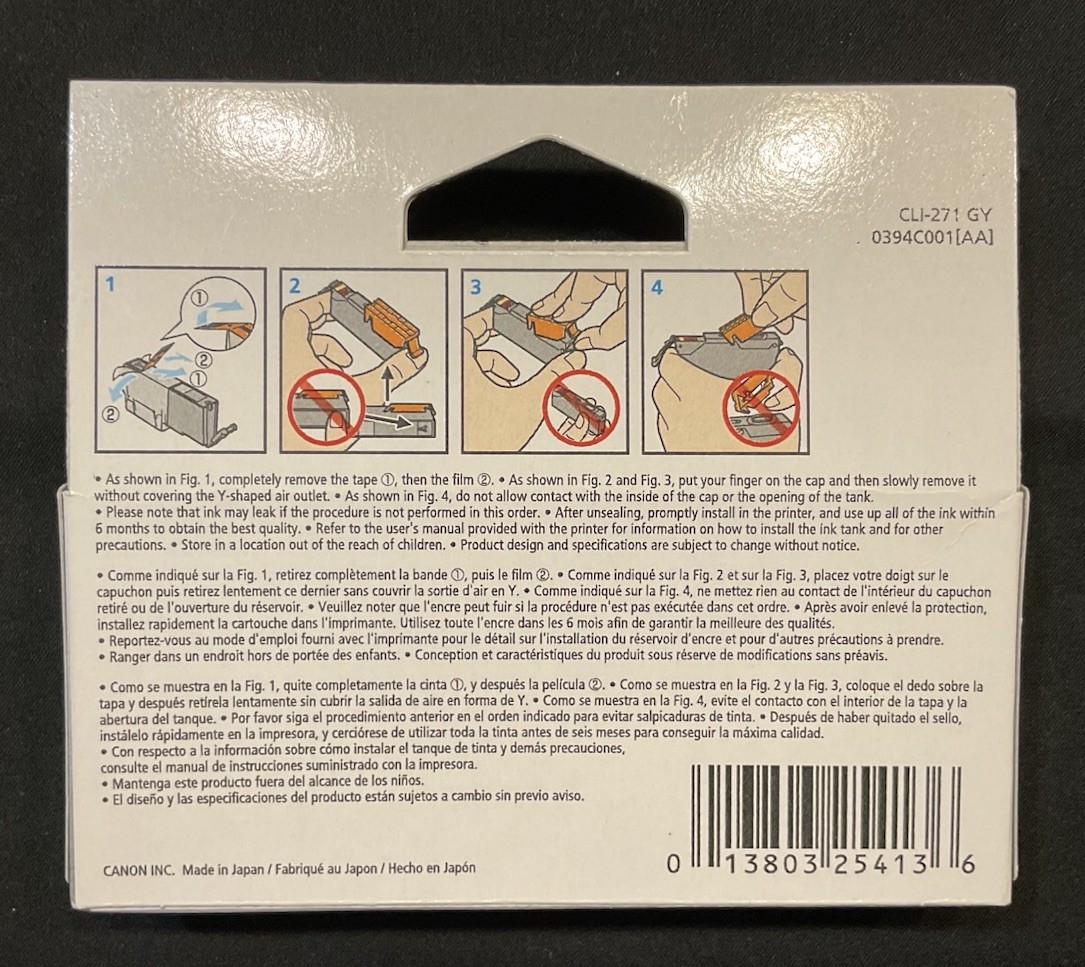 CLI-271 GY
0394C001[AA]
1
①
②
①
②
2
3
4
• As shown in Fig. 1, completely remove the tape ①, then the film ②. • As shown in Fig. 2 and Fig. 3, put your finger on the cap and then slowly remove it
without covering the Y-shaped air outlet. • As shown in Fig. 4, do not allow contact with the inside of the cap or the opening of the tank.
• Please note that ink may leak if the procedure is not performed in this order. • After unsealing, promptly install in the printer, and use up all of the ink within
6 months to obtain the best quality. • Refer to the user's manual provided with the printer for information on how to install the ink tank and for other
precautions. • Store in a location out of the reach of children. • Product design and specifications are subject to change without notice.
• Comme indiqué sur la Fig. 1, retirez complètement la bande ①, puis le film ②. • Comme indiqué sur la Fig. 2 et sur la Fig. 3, placez votre doigt sur le
capuchon puis retirez lentement ce dernier sans couvrir la sortie d'air en Y. • Comme indiqué sur la Fig. 4, ne mettez rien au contact de l'intérieur du capuchon
retiré ou de l'ouverture du réservoir. • Veuillez noter que l'encre peut fuir si la procédure n'est pas exécutée dans cet ordre. • Après avoir enlevé la protection,
installez rapidement la cartouche dans l'imprimante. Utilisez toute l'encre dans les 6 mois afin de garantir la meilleure des qualités.
• Reportez-vous au mode d'emploi fourni avec l'imprimante pour le détail sur l'installation du réservoir d'encre et pour d'autres précautions à prendre.
• Ranger dans un endroit hors de portée des enfants. • Conception et caractéristiques du produit sous réserve de modifications sans préavis.
• Como se muestra en la Fig. 1, quite completamente la cinta ①, y después la película ②. • Como se muestra en la Fig. 2 y la Fig. 3, coloque el dedo sobre la
tapa y después retírela lentamente sin cubrir la salida de aire en forma de Y. • Como se muestra en la Fig. 4, evite el contacto con el interior de la tapa y la
abertura del tanque. • Por favor siga el procedimiento anterior en el orden indicado para evitar salpicaduras de tinta. • Después de haber quitado el sello,
instálelo rápidamente en la impresora, y cerciórese de utilizar toda la tinta antes de seis meses para conseguir la máxima calidad.
• Con respecto a la información sobre cómo instalar el tanque de tinta y demás precauciones,
consulte el manual de instrucciones suministrado con la impresora.
• Mantenga este producto fuera del alcance de los niños.
• El diseño y las especificaciones del producto están sujetos a cambio sin previo aviso.
CANON INC. Made in Japan / Fabriqué au Japon / Hecho en Japón
0 13803 25413 6